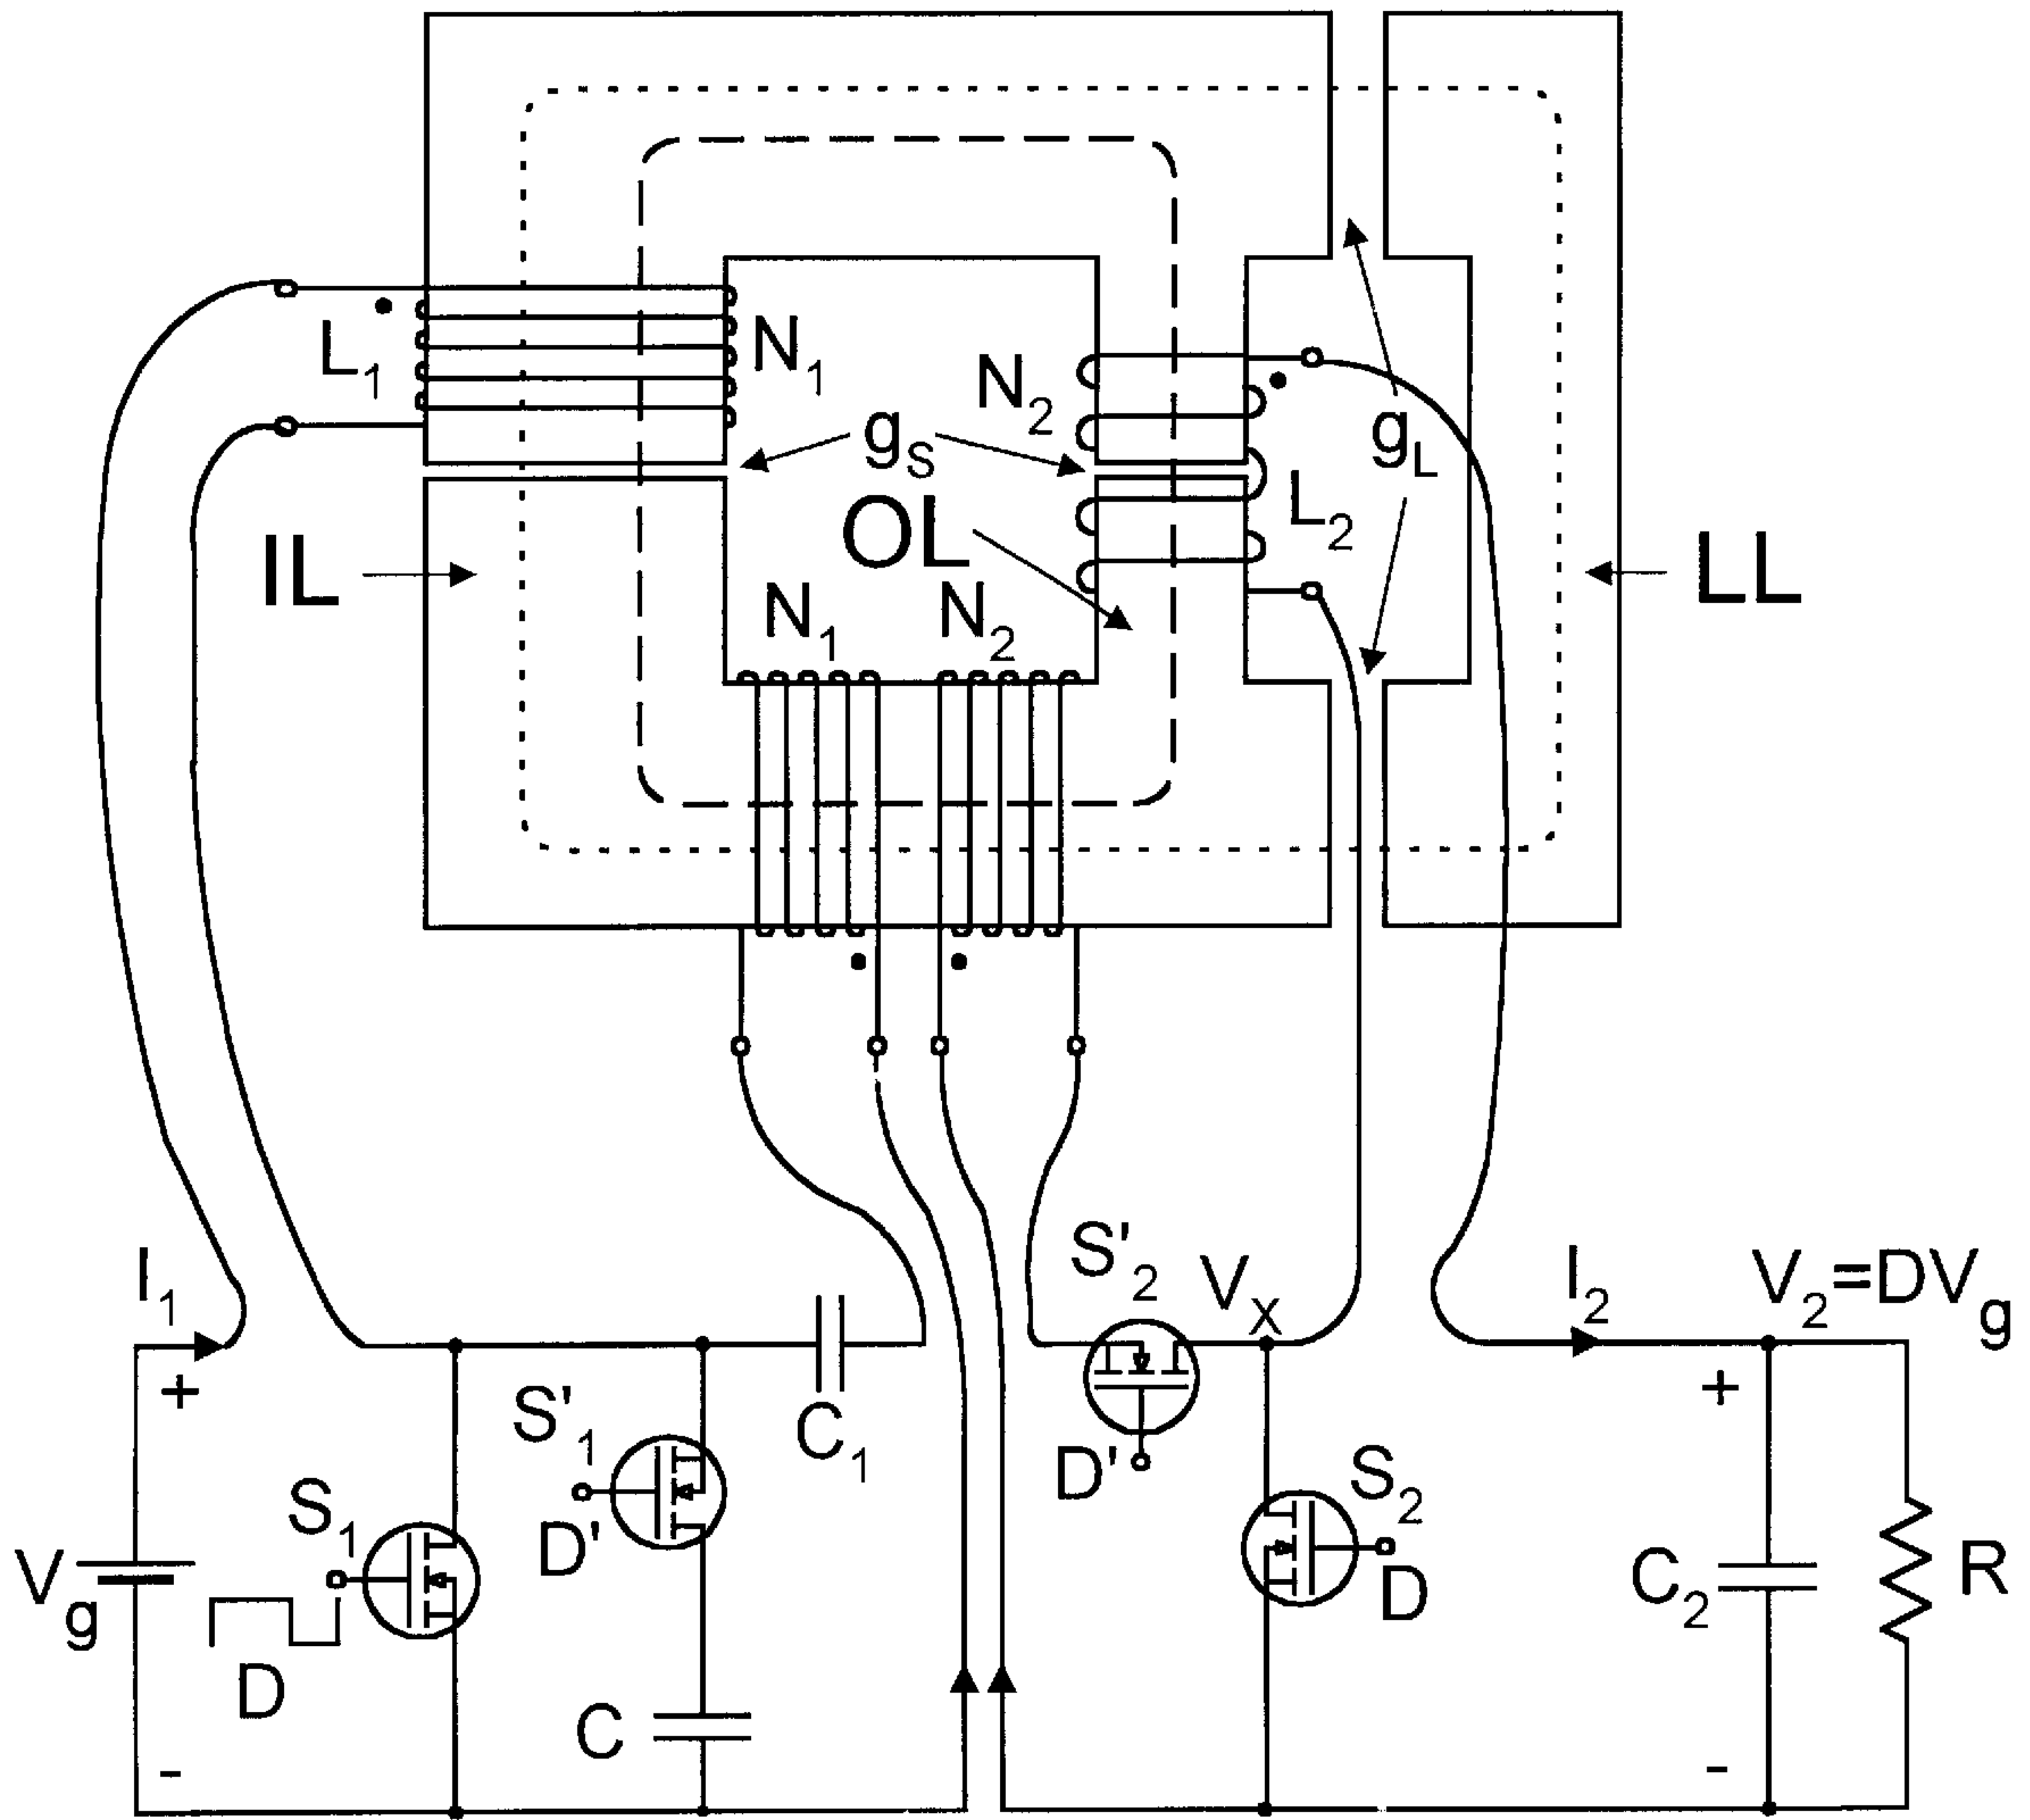 L₁
N₁
N₂
gS
gL
L₂
OL
IL
LL
N₁
N₂
I₁
S'₂
VX
I₂
V₂=DVg
+
+
S'₁
C₁
D'
S₂
S₁
D'
Vg
D
C₂
R
D
C
-
-